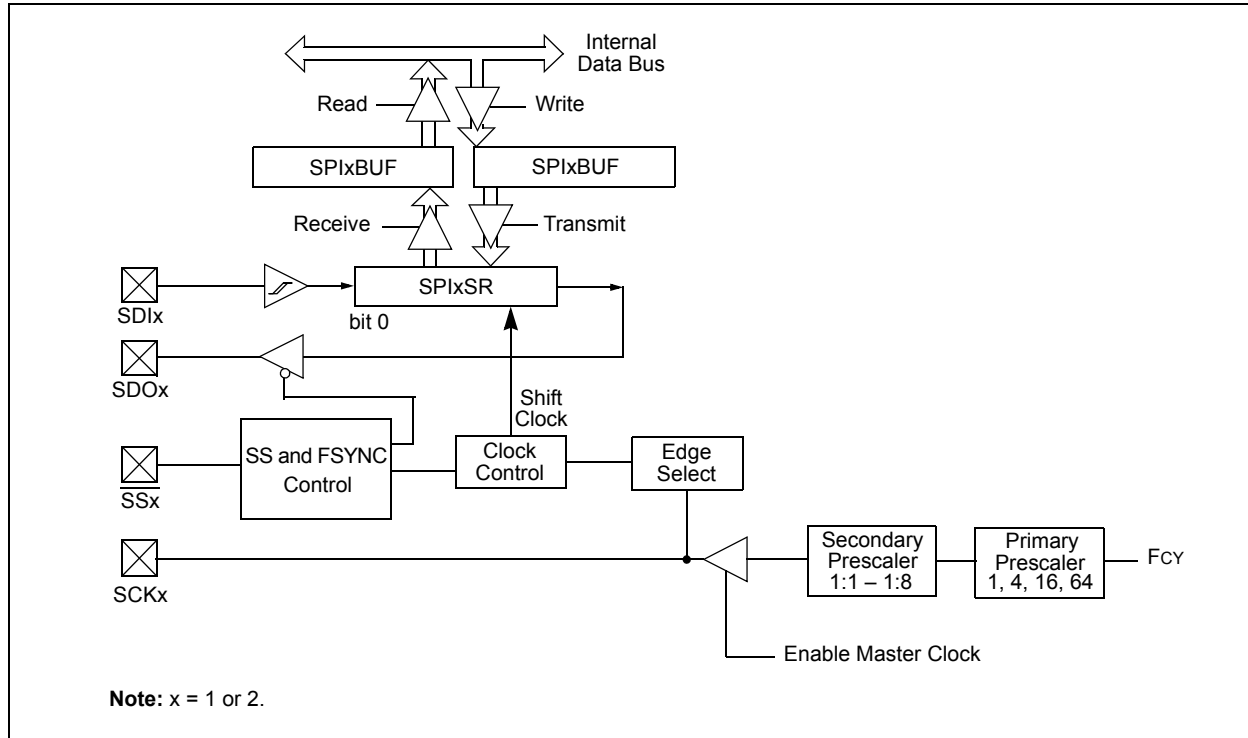 Internal
Data Bus
Read
Write
SPIxBUF
SPIxBUF
Receive
Transmit
SPIxSR
SDIx
bit 0
SDOx
Shift
Clock
SS and FSYNC
Control
Clock
Control
Edge
Select
SSx
Secondary
Prescaler
1:1 – 1:8
Primary
Prescaler
1, 4, 16, 64
FCY
SCKx
Enable Master Clock
Note: x = 1 or 2.